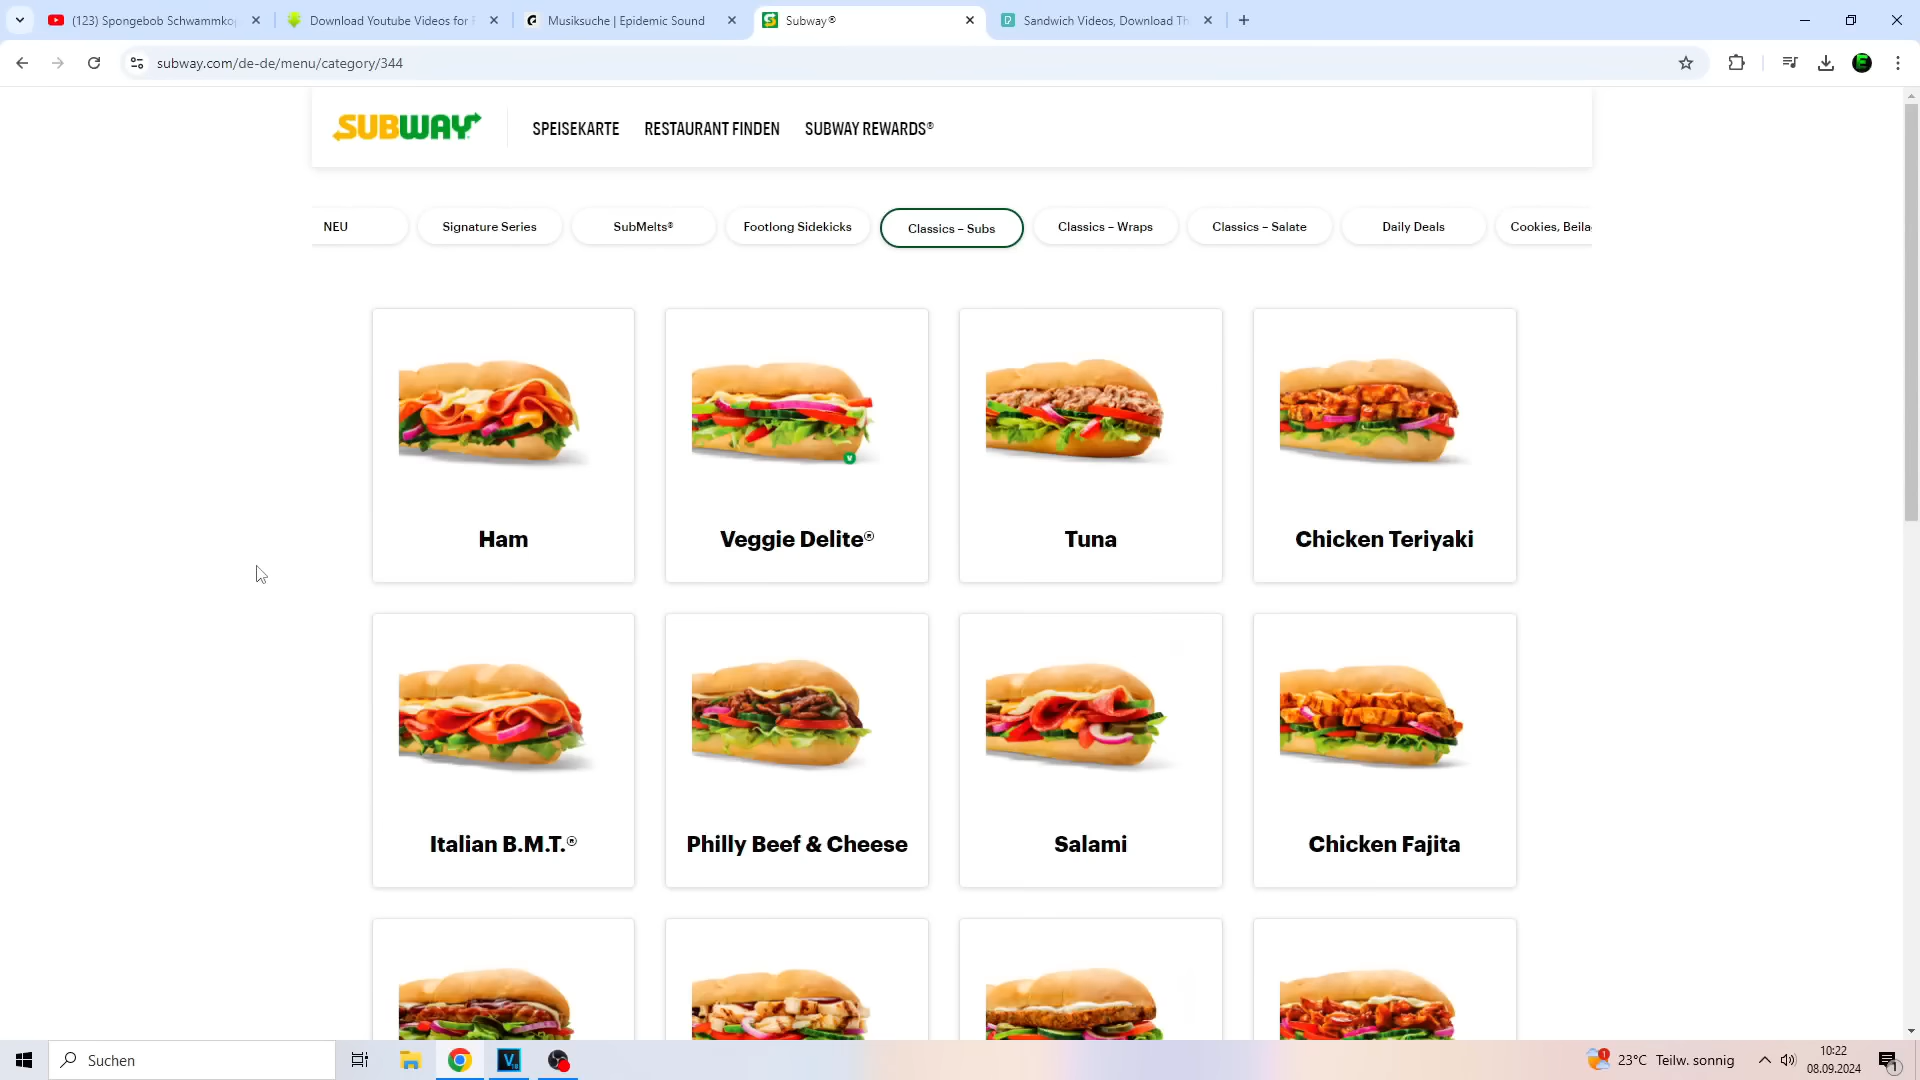 (123) Spongebob Schwammko
Download Youtube Videos for
Musiksuche | Epidemic Sound
Subway®
Sandwich Videos, Download Th
subway.com/de-de/menu/category/344
SUBWAY
SPEISEKARTE
RESTAURANT FINDEN
SUBWAY REWARDS®
NEU
Signature Series
SubMelts®
Footlong Sidekicks
Classics – Subs
Classics – Wraps
Classics – Salate
Daily Deals
Cookies, Beila
Ham
Veggie Delite®
Tuna
Chicken Teriyaki
Italian B.M.T.®
Philly Beef & Cheese
Salami
Chicken Fajita
Suchen
1
23°C Teilw. sonnig
10:22
08.09.2024
1